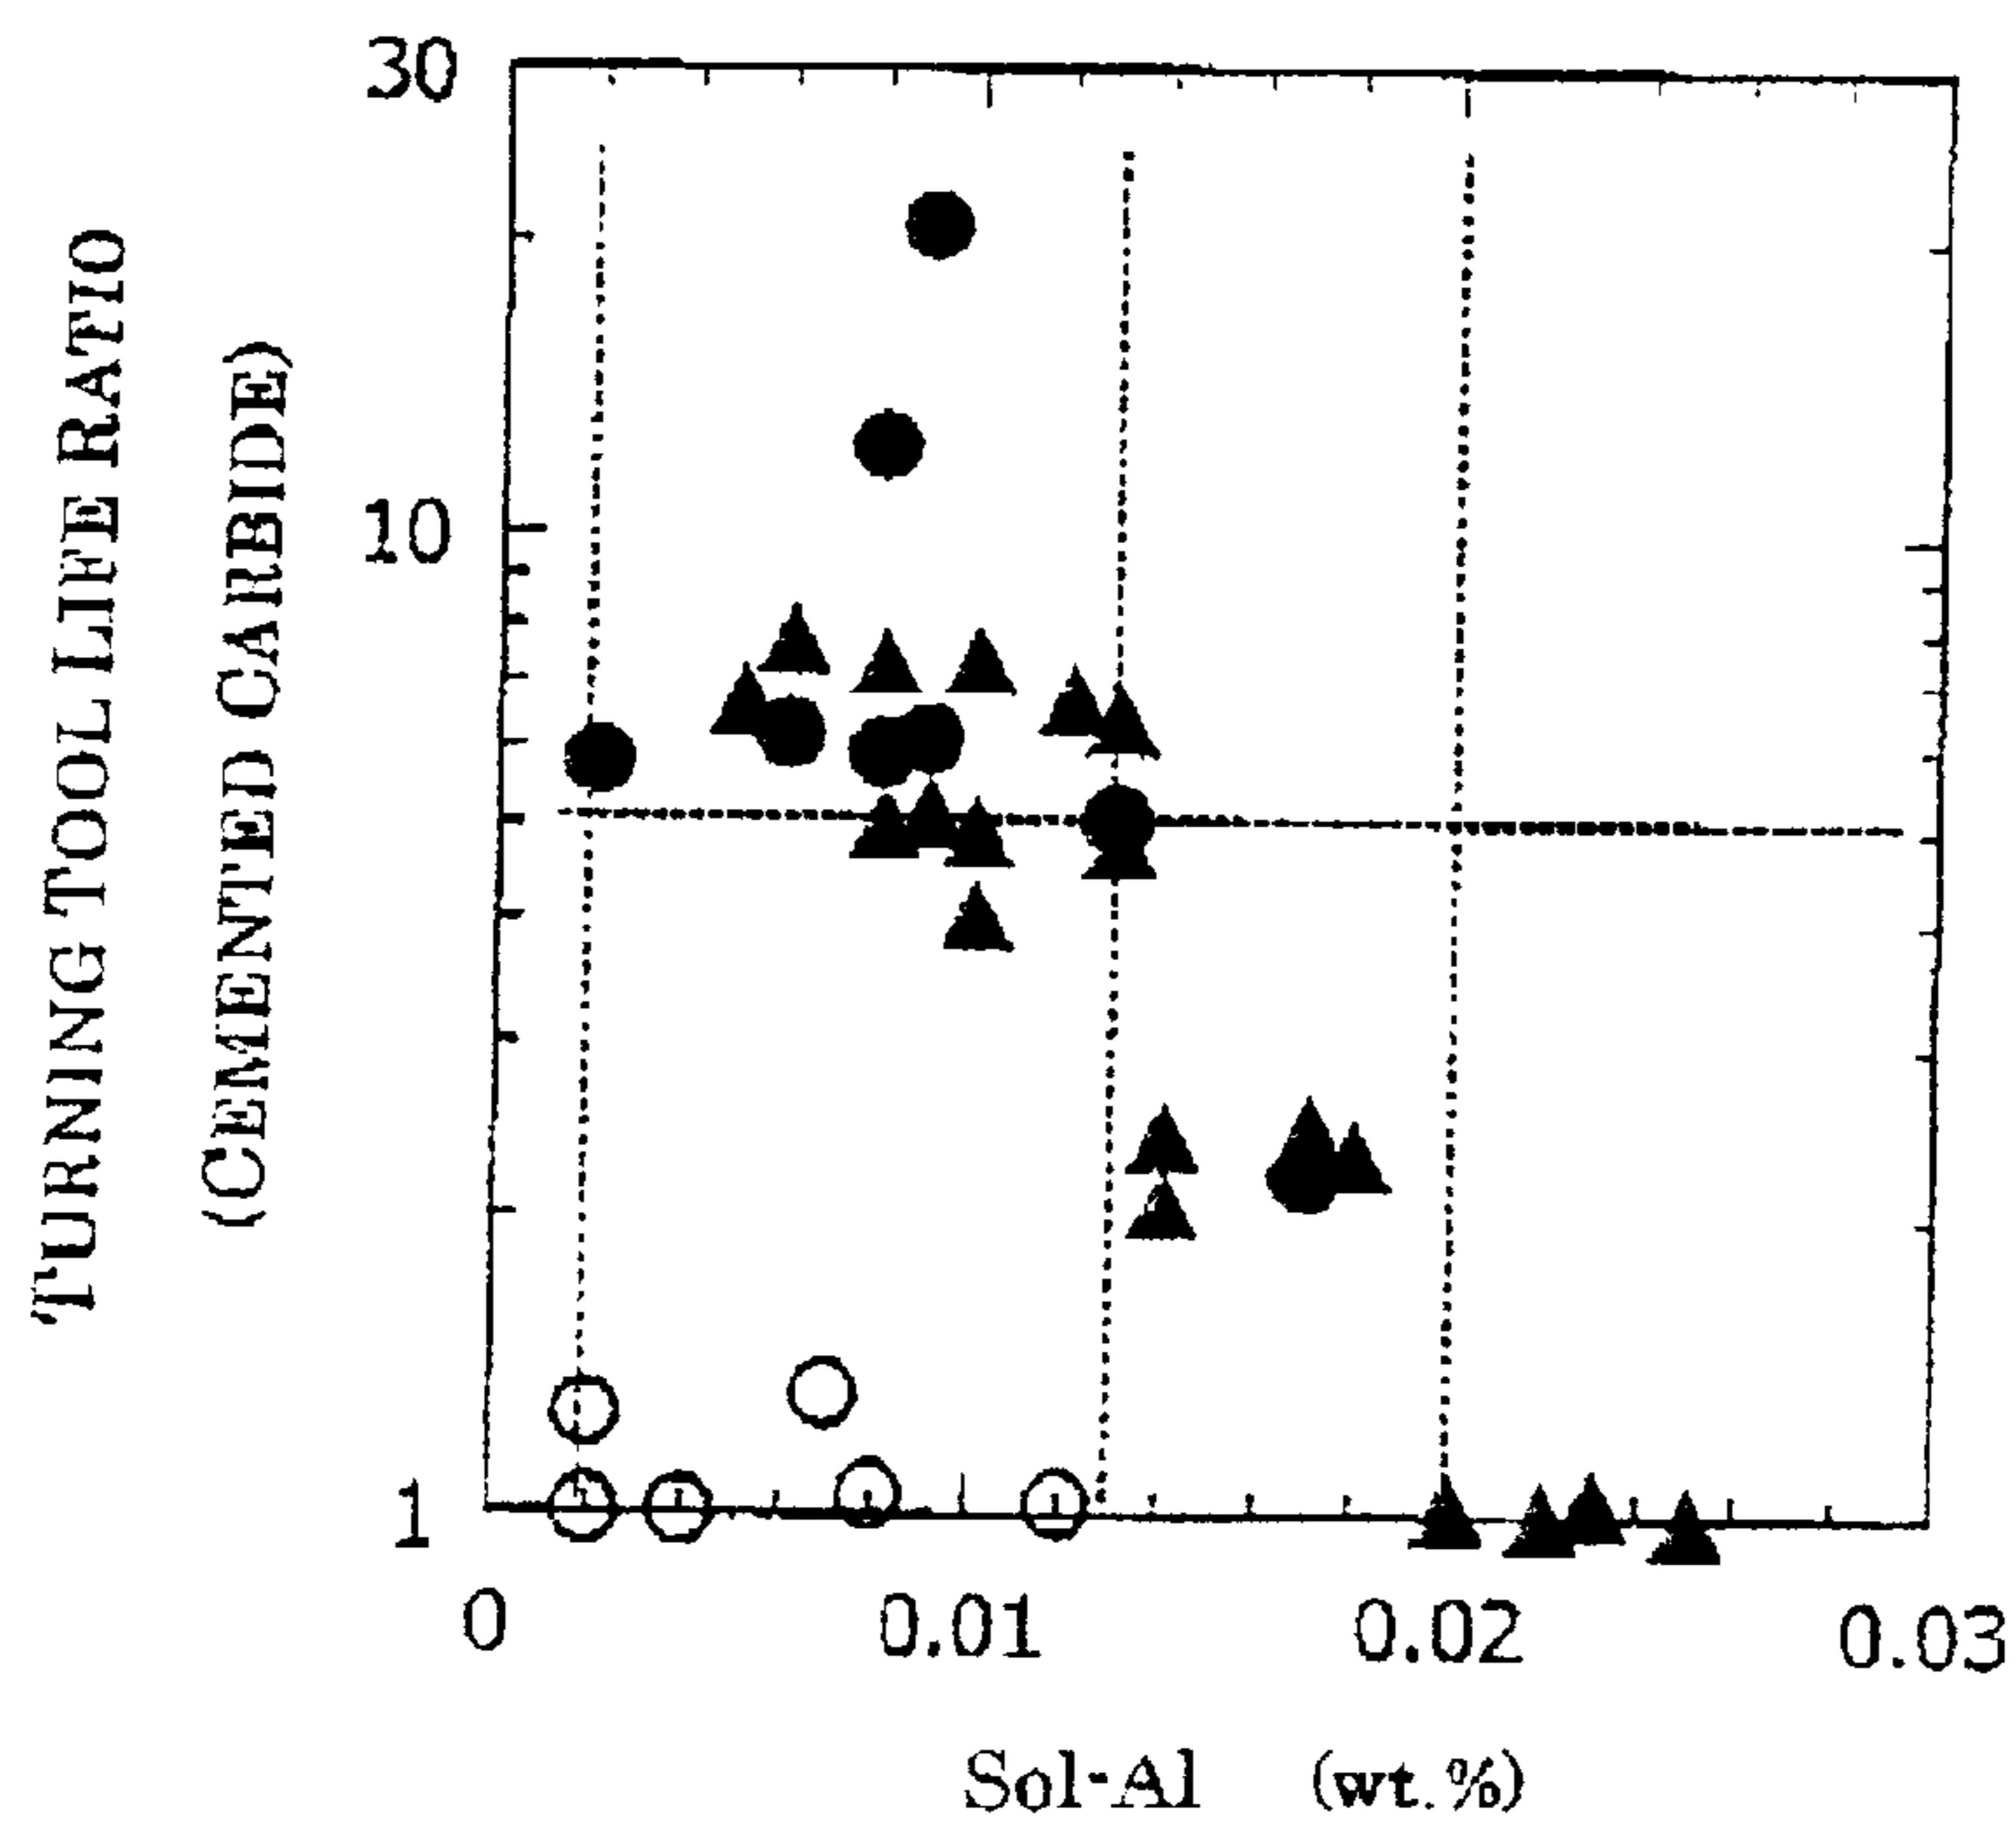 TURNING TOOL LIFE RATIO
(CEMENTED CARBIDE)
30
10
1
0
0.01
0.02
0.03
Sol-Al (wt.%)